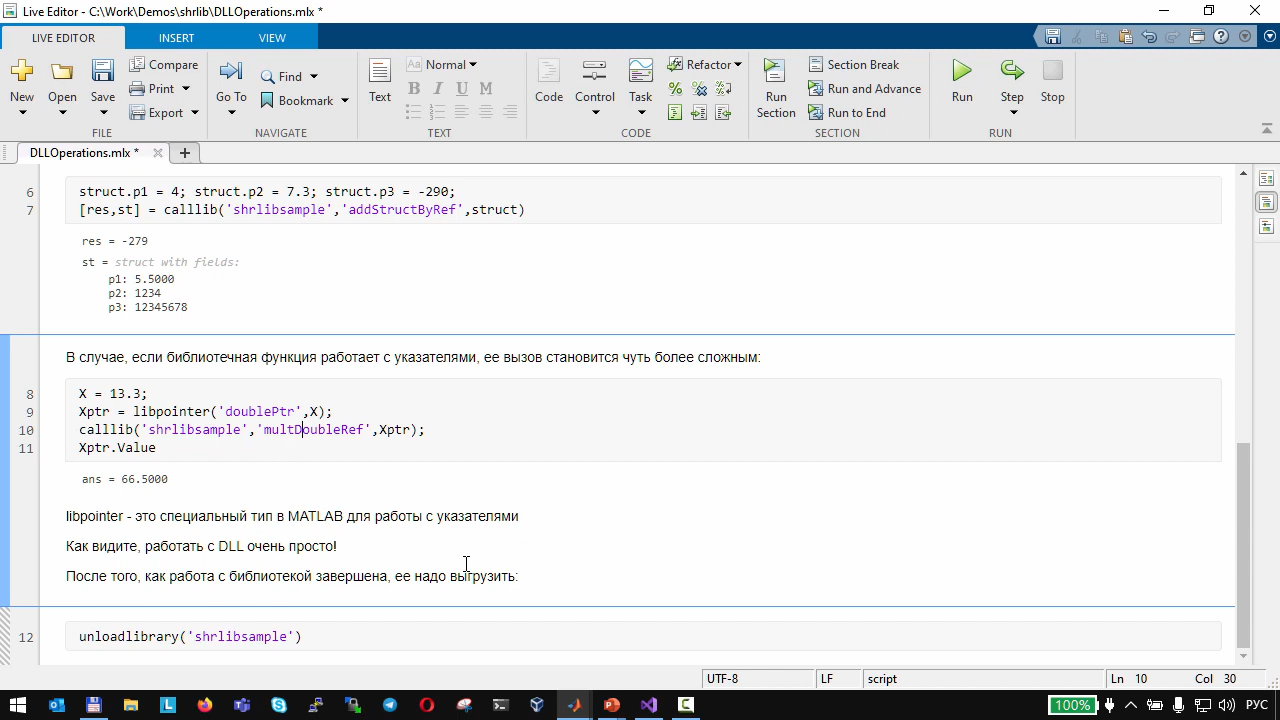 Live Editor - C:\Work\Demos\shrlib\DLLOperations.mlx *
LIVE EDITOR INSERT VIEW
New Open Save Compare Print Export
FILE
Go To Find Bookmark
NAVIGATE
Text Aa Normal B I U M
TEXT
Code Control Task Refactor
CODE
Run Section Section Break Run and Advance Run to End
SECTION
Run Step Stop
RUN
DLLOperations.mlx *
6 struct.p1 = 4; struct.p2 = 7.3; struct.p3 = -290;
7 [res,st] = calllib('shrlibsample','addStructByRef',struct)
res = -279
st = struct with fields:
p1: 5.5000
p2: 1234
p3: 12345678
В случае, если библиотечная функция работает с указателями, ее вызов становится чуть более сложным:
8 X = 13.3;
9 Xptr = libpointer('doublePtr',X);
10 calllib('shrlibsample','multDoubleRef',Xptr);
11 Xptr.Value
ans = 66.5000
libpointer - это специальный тип в MATLAB для работы с указателями
Как видите, работать с DLL очень просто!
После того, как работа с библиотекой завершена, ее надо выгрузить:
12 unloadlibrary('shrlibsample')
UTF-8 LF script Ln 10 Col 30
100% РУС